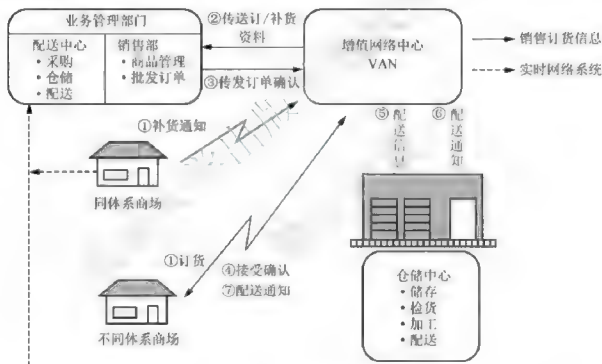 业务管理部门
配送中心
·采购
·仓储
·配送
销售部
·商品管理
·批发订单
②传送订/补货
资料
③传发订单确认
增值网络中心
VAN
销售订货信息
实时网络系统
①补货通知
同体系商场
⑤配送信息
⑥配送通知
①订货
④接受确认
⑦配送通知
不同体系商场
仓储中心
·储存
·检货
·加工
·配送